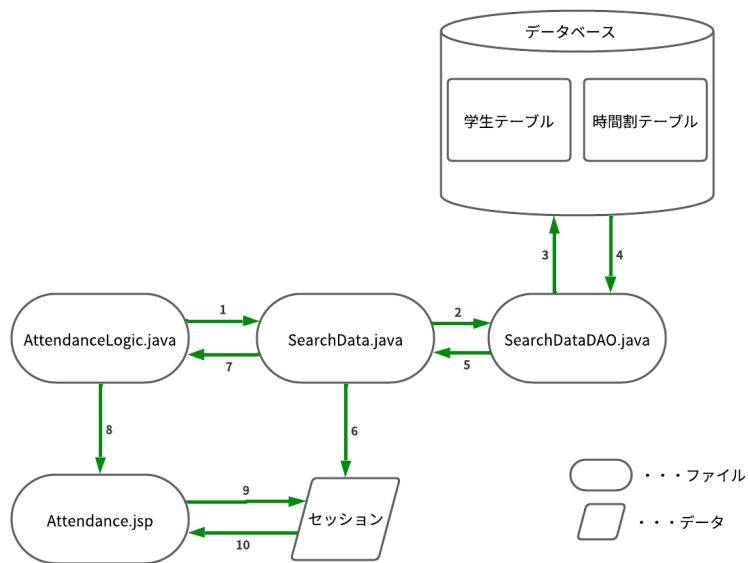 データベース
学生テーブル
時間割テーブル
3
4
1
2
AttendanceLogic.java
SearchData.java
SearchDataDAO.java
7
5
8
6
・・・ファイル
9
Attendance.jsp
セッション
・・・データ
10